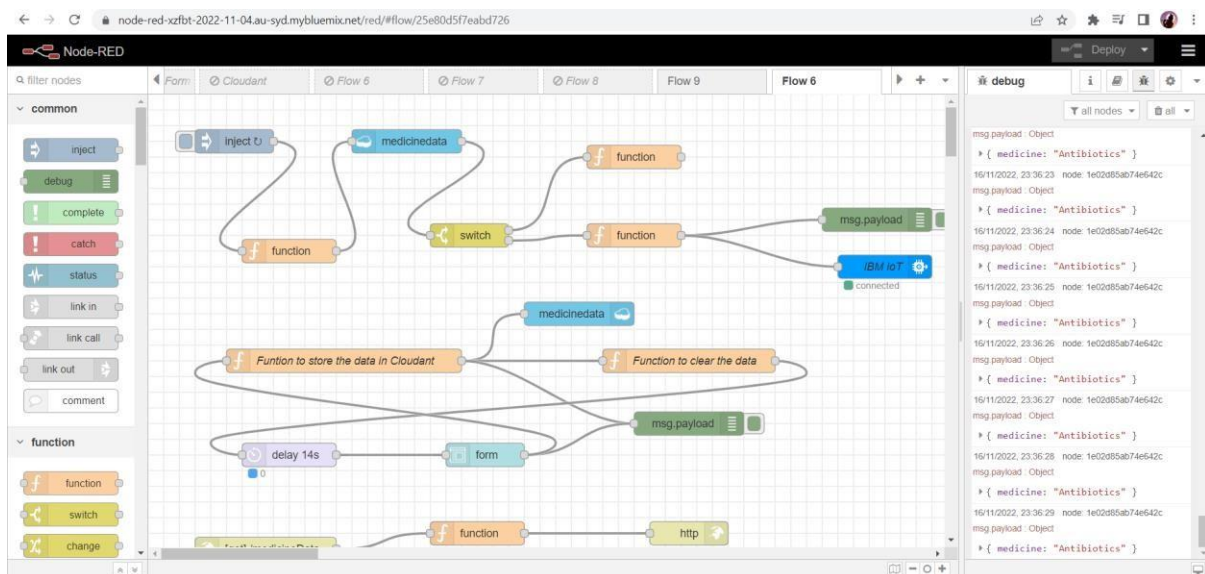 node-red-xzfbt-2022-11-04.au-syd.mybluemix.net/red/#flow/25e80d5f7eabd726
Node-RED
Deploy
filter nodes
Form
Cloudant
Flow 6
Flow 7
Flow 8
Flow 9
Flow 6
debug
all nodes
all
common
inject
debug
complete
catch
status
link in
link call
link out
comment
function
function
switch
change
inject ↻
medicinedata
function
switch
function
function
msg.payload
IBM IoT
connected
medicinedata
Funtion to store the data in Cloudant
Function to clear the data
msg.payload
delay 14s
0
form
function
http
msg.payload : Object
{ medicine: "Antibiotics" }
16/11/2022, 23:36:23 node: 1e02d85ab74e642c
msg.payload : Object
{ medicine: "Antibiotics" }
16/11/2022, 23:36:24 node: 1e02d85ab74e642c
msg.payload : Object
{ medicine: "Antibiotics" }
16/11/2022, 23:36:25 node: 1e02d85ab74e642c
msg.payload : Object
{ medicine: "Antibiotics" }
16/11/2022, 23:36:26 node: 1e02d85ab74e642c
msg.payload : Object
{ medicine: "Antibiotics" }
16/11/2022, 23:36:27 node: 1e02d85ab74e642c
msg.payload : Object
{ medicine: "Antibiotics" }
16/11/2022, 23:36:28 node: 1e02d85ab74e642c
msg.payload : Object
{ medicine: "Antibiotics" }
16/11/2022, 23:36:29 node: 1e02d85ab74e642c
msg.payload : Object
{ medicine: "Antibiotics" }